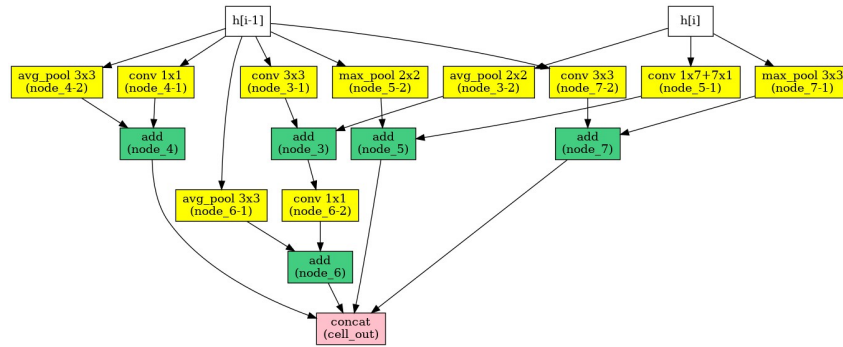 h[i-1]
h[i]
avg_pool 3x3
(node_4-2)
conv 1x1
(node_4-1)
conv 3x3
(node_3-1)
max_pool 2x2
(node_5-2)
avg_pool 2x2
(node_3-2)
conv 3x3
(node_7-2)
conv 1x7+7x1
(node_5-1)
max_pool 3x3
(node_7-1)
add
(node_4)
add
(node_3)
add
(node_5)
add
(node_7)
avg_pool 3x3
(node_6-1)
conv 1x1
(node_6-2)
add
(node_6)
concat
(cell_out)